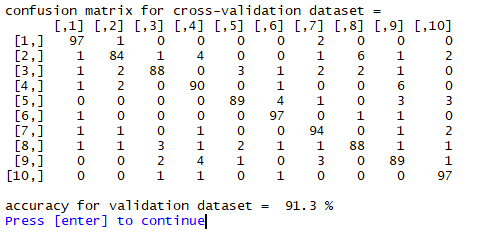 confusion matrix for cross-validation dataset =
[,1] [,2] [,3] [,4] [,5] [,6] [,7] [,8] [,9] [,10]
[1,] 97 1 0 0 0 0 2 0 0 0
[2,] 1 84 1 4 0 0 1 6 1 2
[3,] 1 2 88 0 3 1 2 2 1 0
[4,] 1 2 0 90 0 1 0 0 6 0
[5,] 0 0 0 0 89 4 1 0 3 3
[6,] 1 0 0 0 0 97 0 1 1 0
[7,] 1 1 0 1 0 0 94 0 1 2
[8,] 1 1 3 1 2 1 1 88 1 1
[9,] 0 0 2 4 1 0 3 0 89 1
[10,] 0 0 1 1 0 1 0 0 0 97
accuracy for validation dataset = 91.3 %
Press [enter] to continue